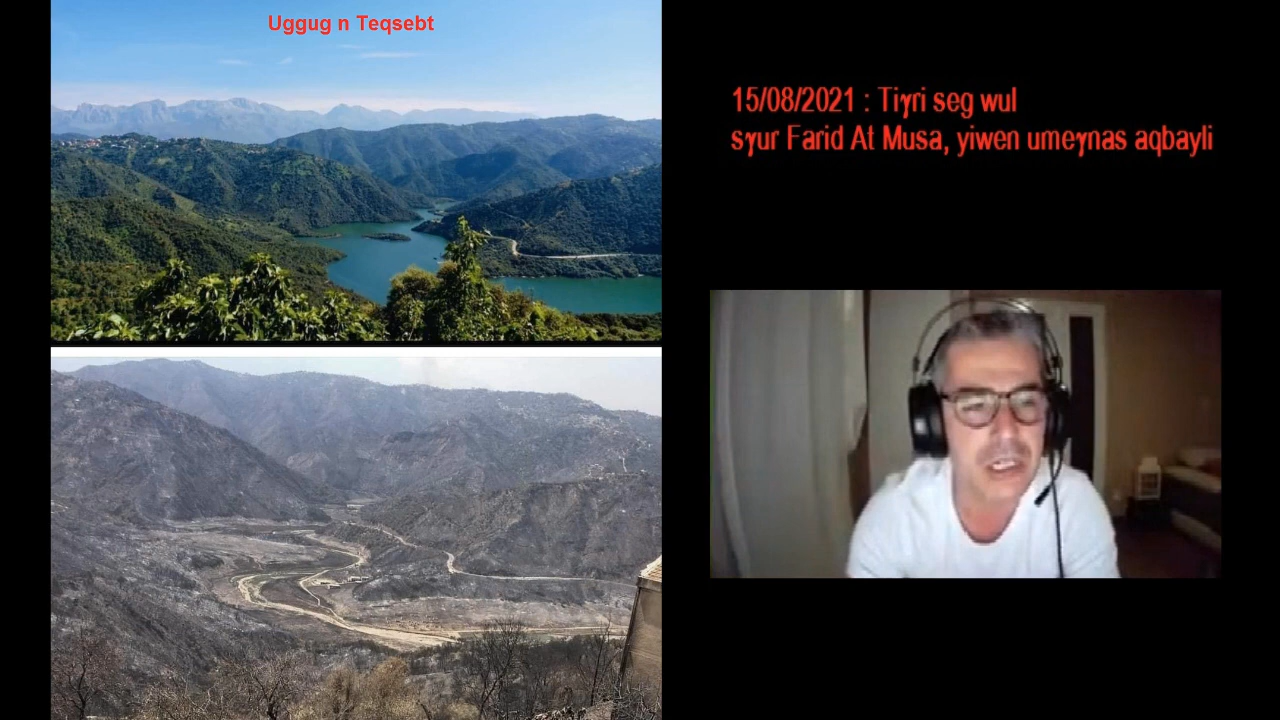 Uggug n Teqsebt
15/08/2021 : Tiɣri seg wul
sɣur Farid At Musa, yiwen umeɣnas aqbayli